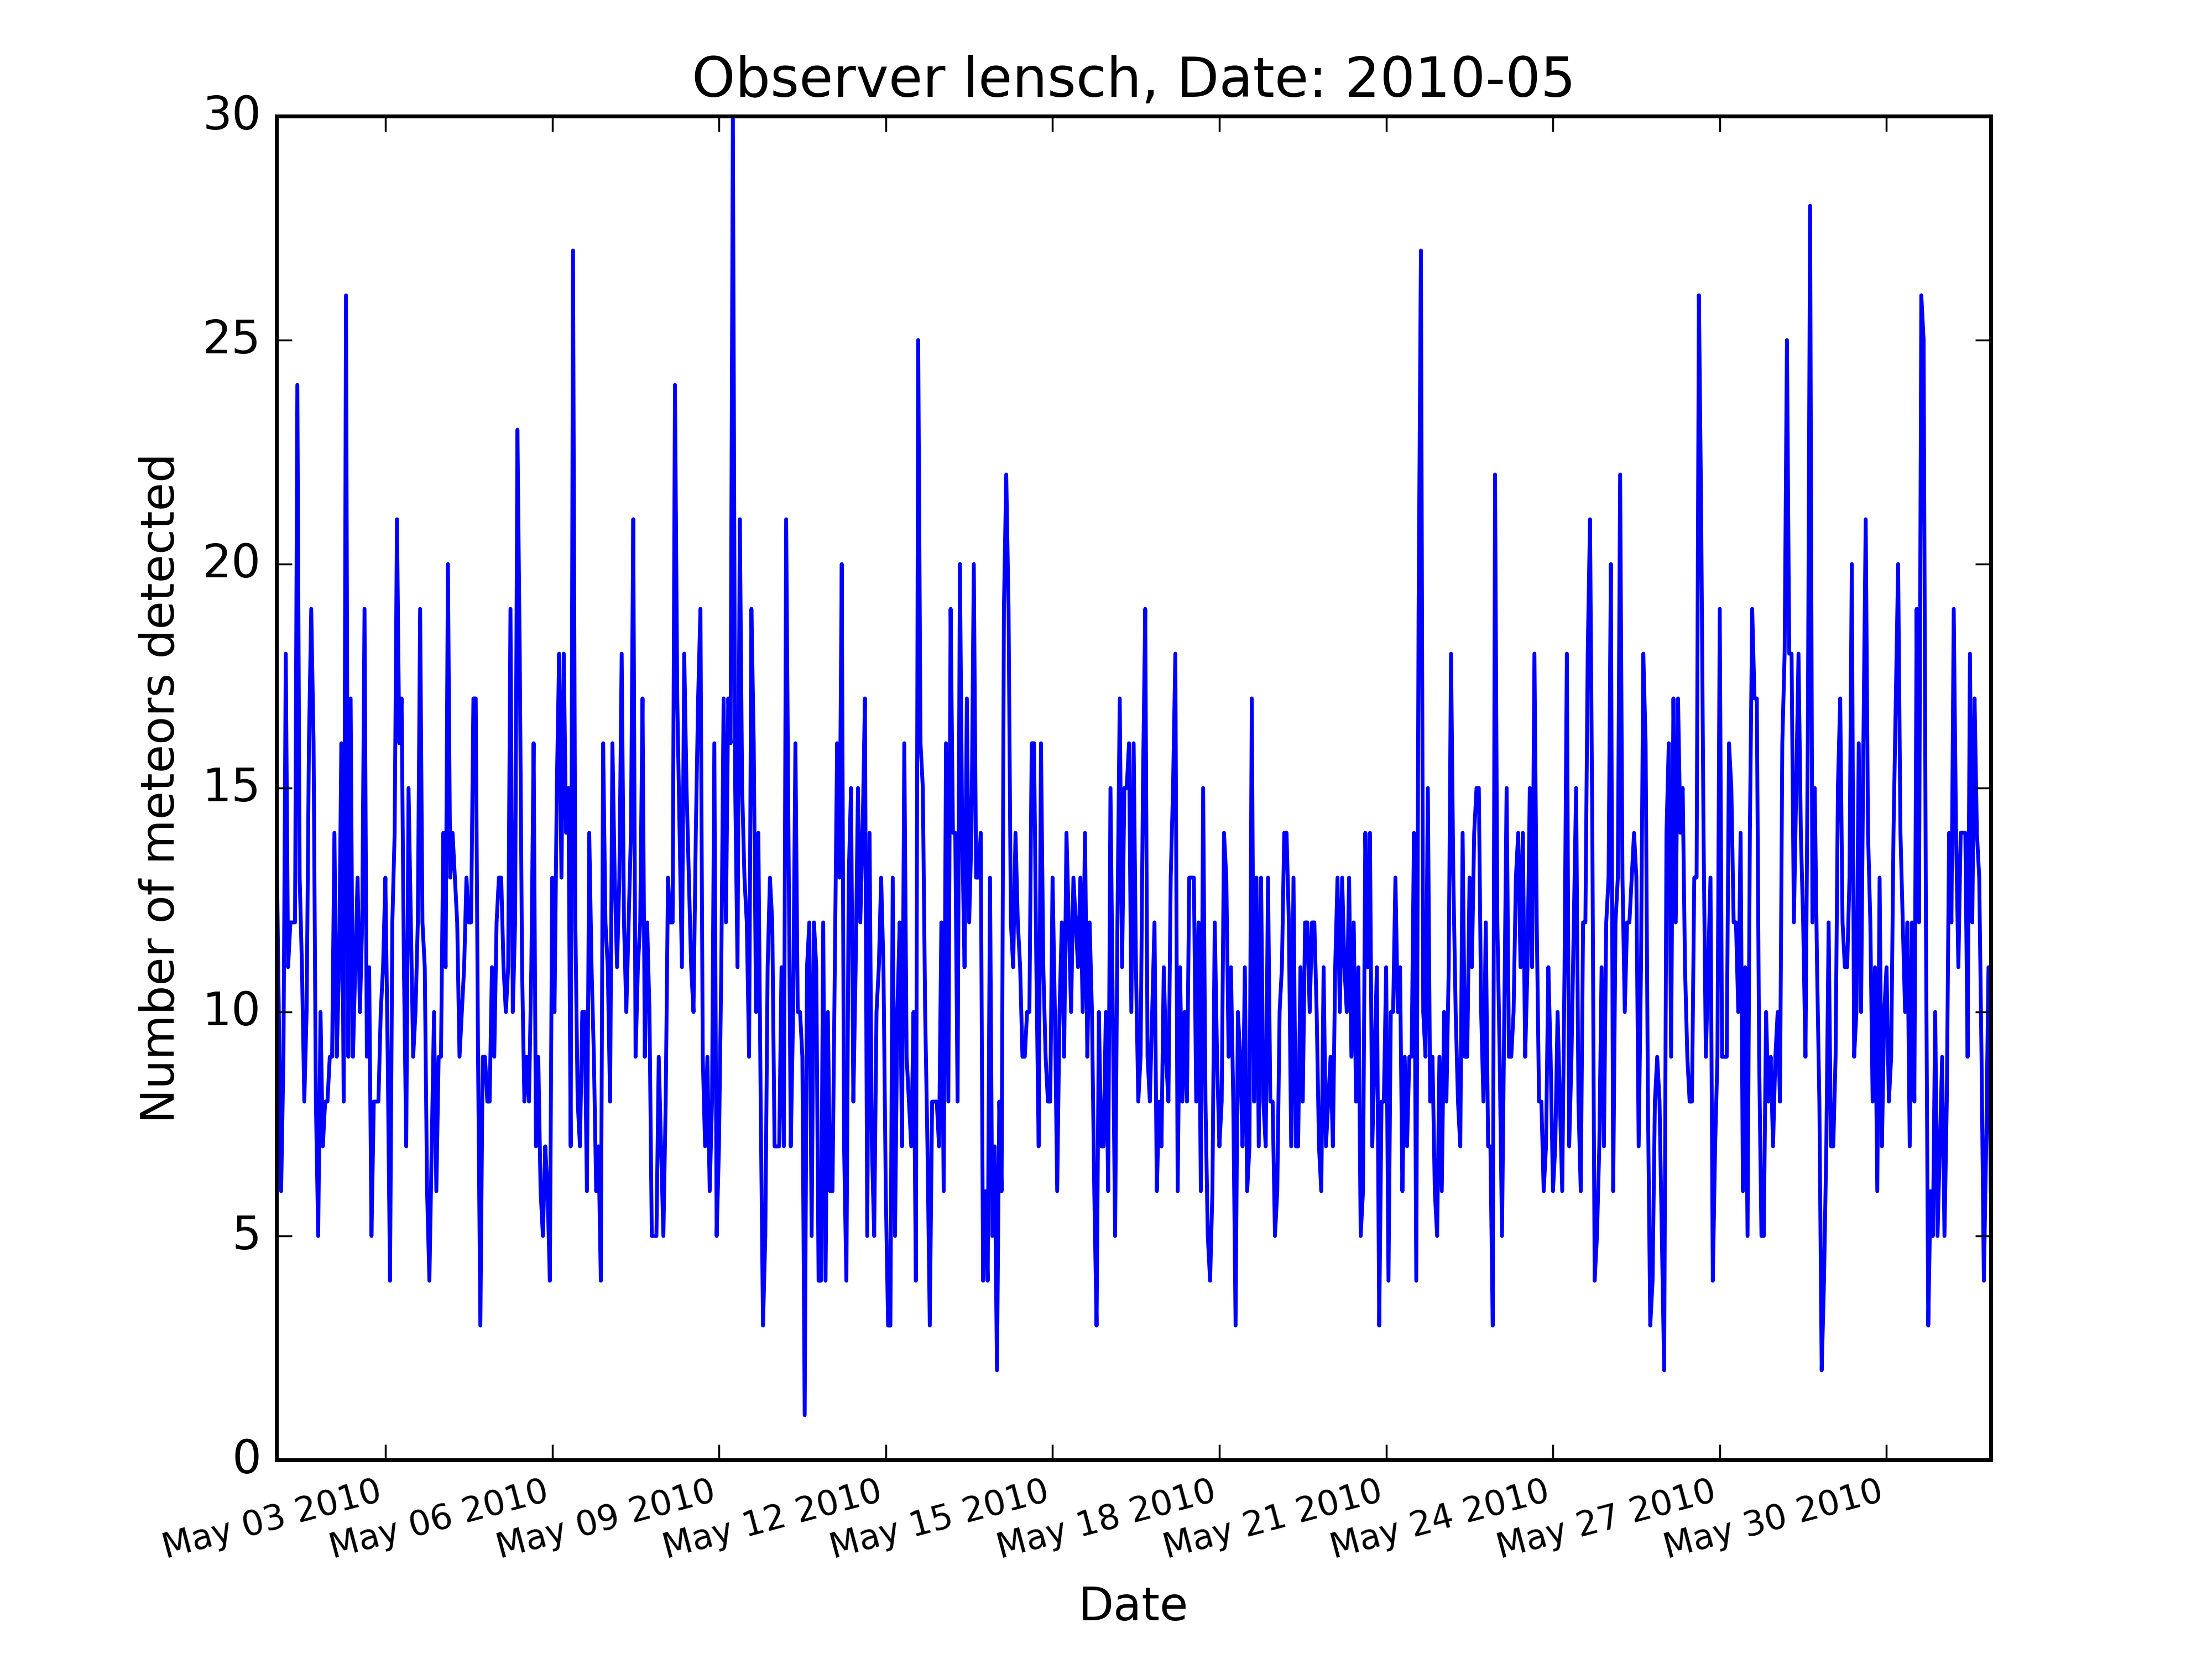 Observer lensch, Date: 2010-05
30
25
20
15
10
5
0
Number of meteors detected
May 03 2010
May 06 2010
May 09 2010
May 12 2010
May 15 2010
May 18 2010
May 21 2010
May 24 2010
May 27 2010
May 30 2010
Date